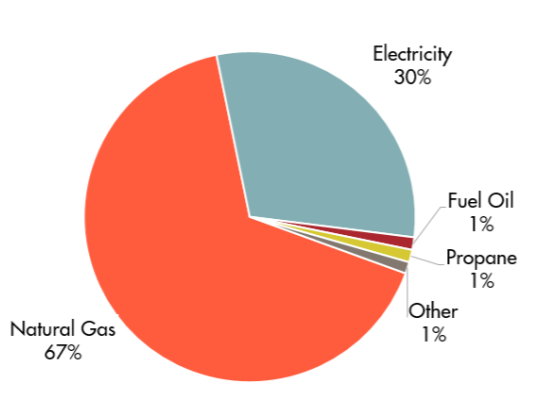 Electricity
30%
Fuel Oil
1%
Propane
1%
Other
1%
Natural Gas
67%